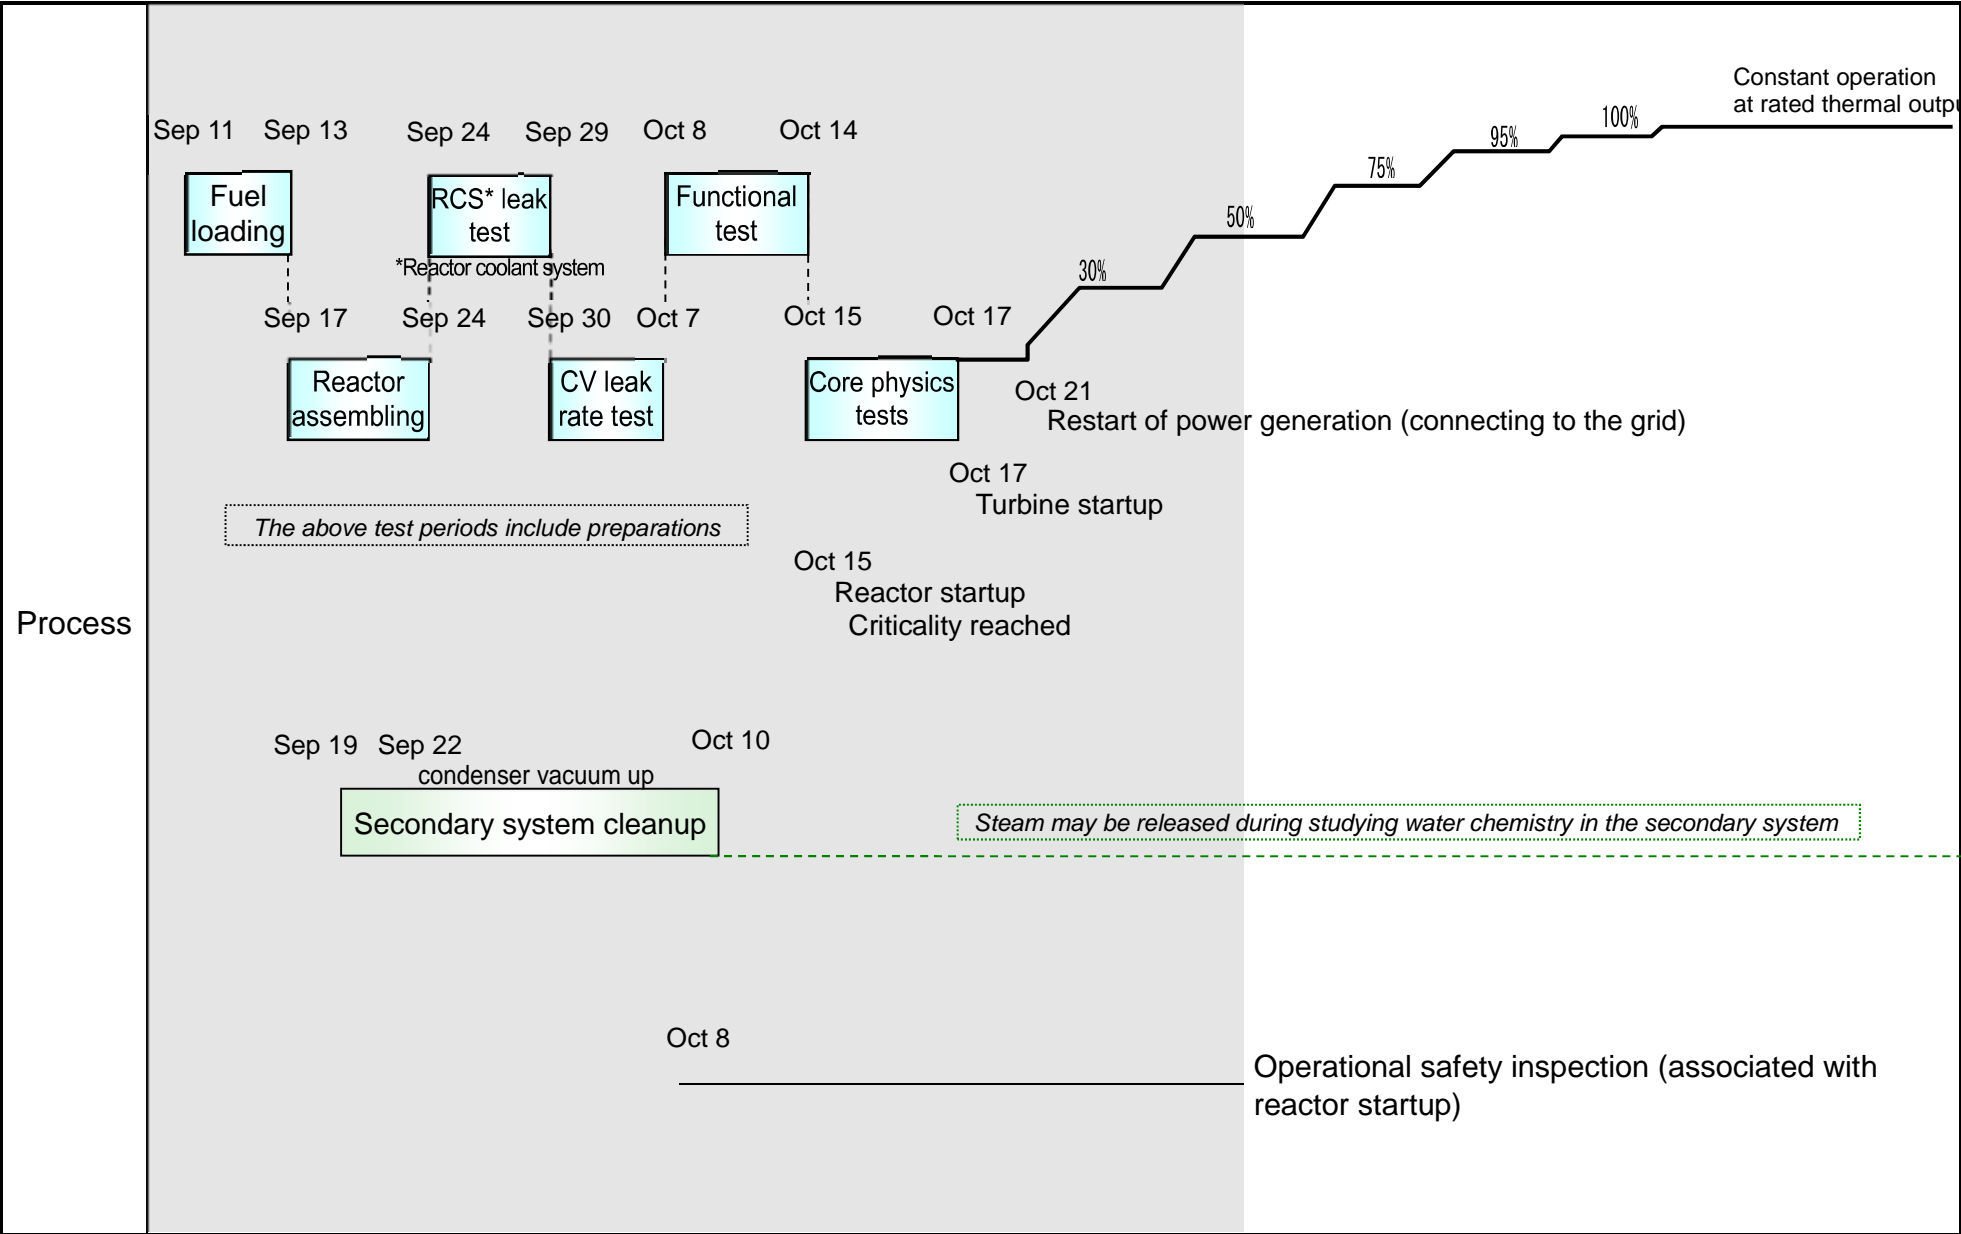 Constant operation
at rated thermal outpu
Sep 11 Sep 13 Sep 24 Sep 29 Oct 8 Oct 14
100%
95%
75%
50%
30%
Fuel
loading
RCS* leak
test
*Reactor coolant system
Functional
test
Sep 17 Sep 24 Sep 30 Oct 7 Oct 15 Oct 17
Reactor
assembling
CV leak
rate test
Core physics
tests
Oct 21
Restart of power generation (connecting to the grid)
Oct 17
Turbine startup
The above test periods include preparations
Oct 15
Reactor startup
Criticality reached
Process
Sep 19 Sep 22 Oct 10
condenser vacuum up
Secondary system cleanup
Steam may be released during studying water chemistry in the secondary system
Oct 8
Operational safety inspection (associated with
reactor startup)